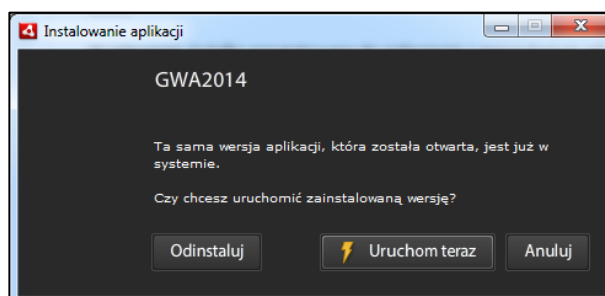 Instalowanie aplikacji
GWA2014
Ta sama wersja aplikacji, która została otwarta, jest już w
systemie.
Czy chcesz uruchomić zainstalowaną wersję?
Odinstaluj
Uruchom teraz
Anuluj